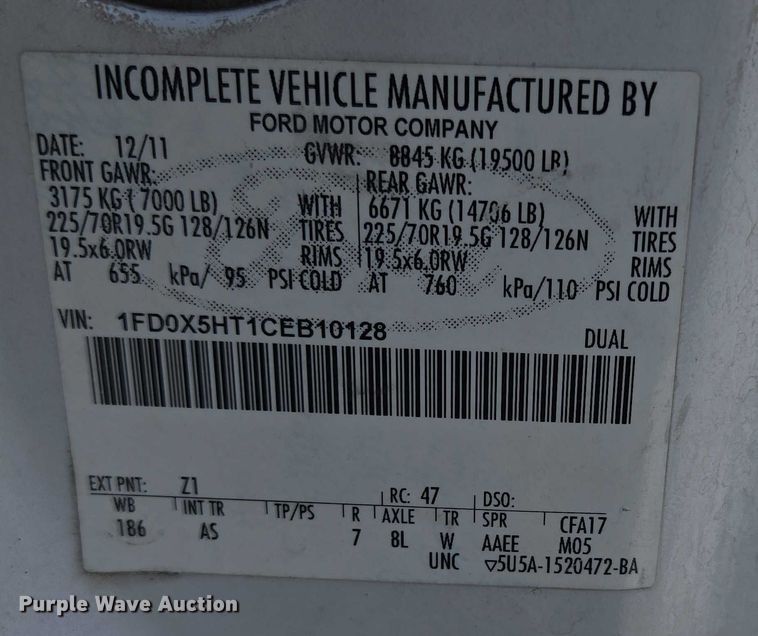 INCOMPLETE VEHICLE MANUFACTURED BY
FORD MOTOR COMPANY
DATE: 12/11 GVWR: 8845 KG (19500 LB)
FRONT GAWR: REAR GAWR:
3175 KG ( 7000 LB) WITH 6671 KG (14706 LB) WITH
225/70R19.5G 128/126N TIRES 225/70R19.5G 128/126N TIRES
19.5x6.0RW RIMS 19.5x6.0RW RIMS
AT 655 kPa/ 95 PSI COLD AT 760 kPa/110 PSI COLD
VIN: 1FD0X5HT1CEB10128 DUAL
EXT PNT: Z1 RC: 47 DSO:
WB INT TR TP/PS R AXLE TR SPR CFA17
186 AS 7 8L W AAEE M05
UNC ▽5U5A-1520472-BA
Purple Wave Auction